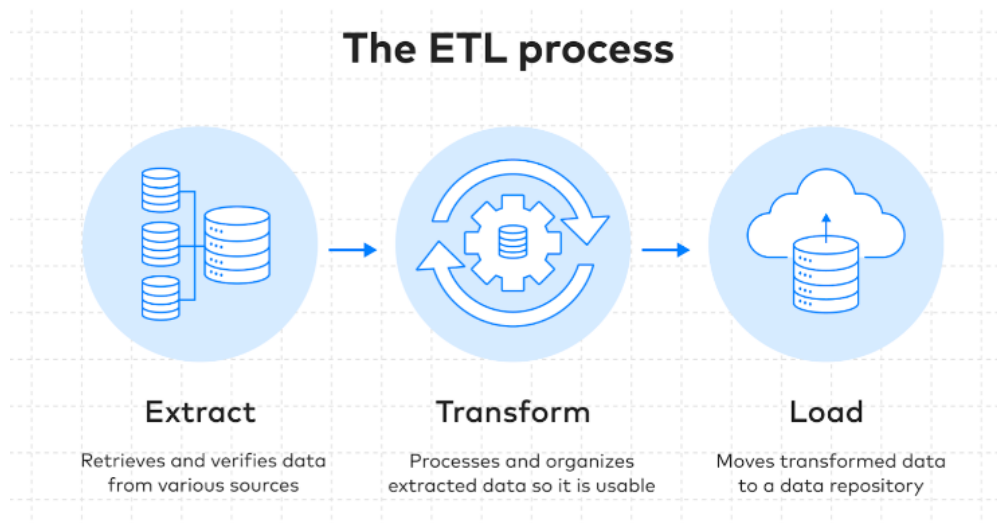 The ETL process
Extract
Retrieves and verifies data
from various sources
Transform
Processes and organizes
extracted data so it is usable
Load
Moves transformed data
to a data repository